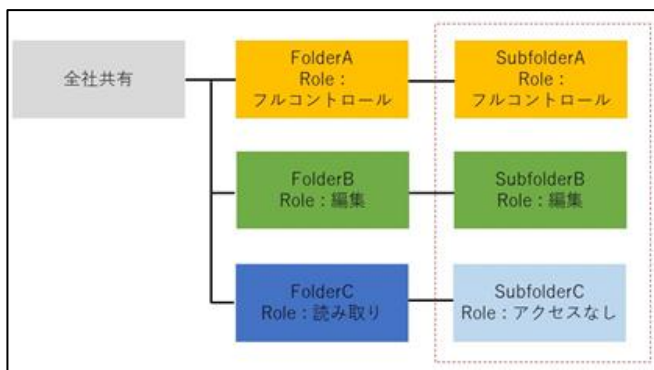 全社共有
FolderA
Role：
フルコントロール
SubfolderA
Role：
フルコントロール
FolderB
Role：編集
SubfolderB
Role：編集
FolderC
Role：読み取り
SubfolderC
Role：アクセスなし